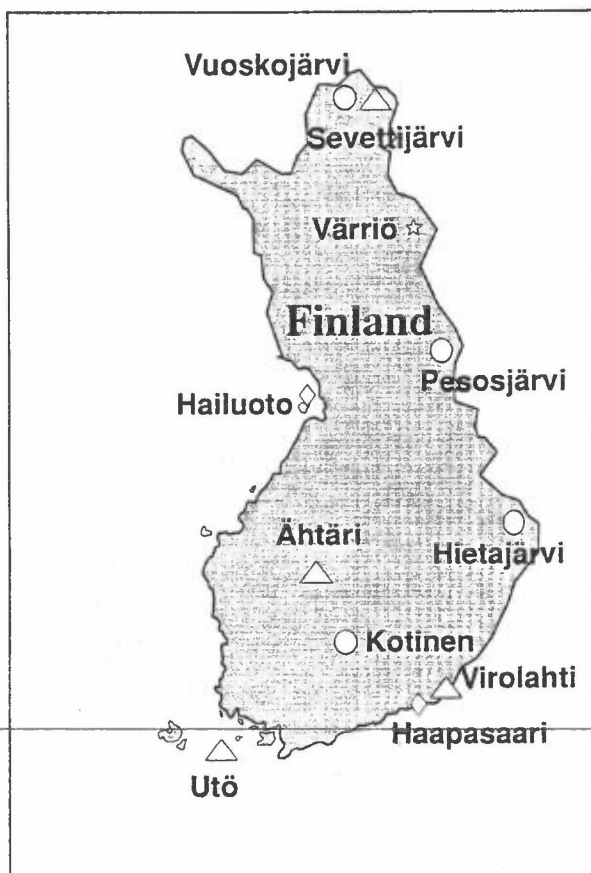 Vuoskojärvi
Sevettijärvi
Värriö
Finland
Pesosjärvi
Hailuoto
Ähtäri
Hietajärvi
Kotinen
Virolahti
Haapasaari
Utö